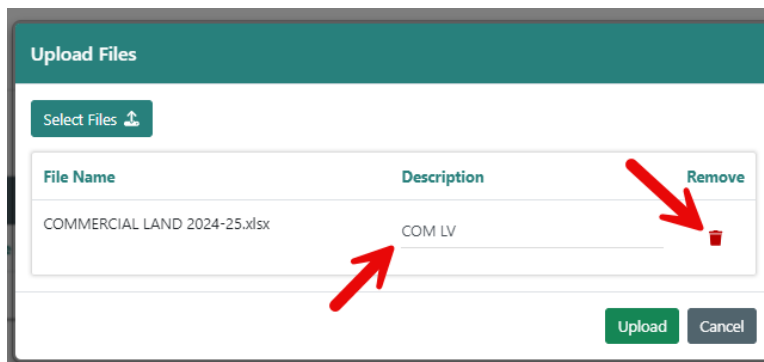 Upload Files
Select Files
File Name Description Remove
COMMERCIAL LAND 2024-25.xlsx COM LV
Upload Cancel